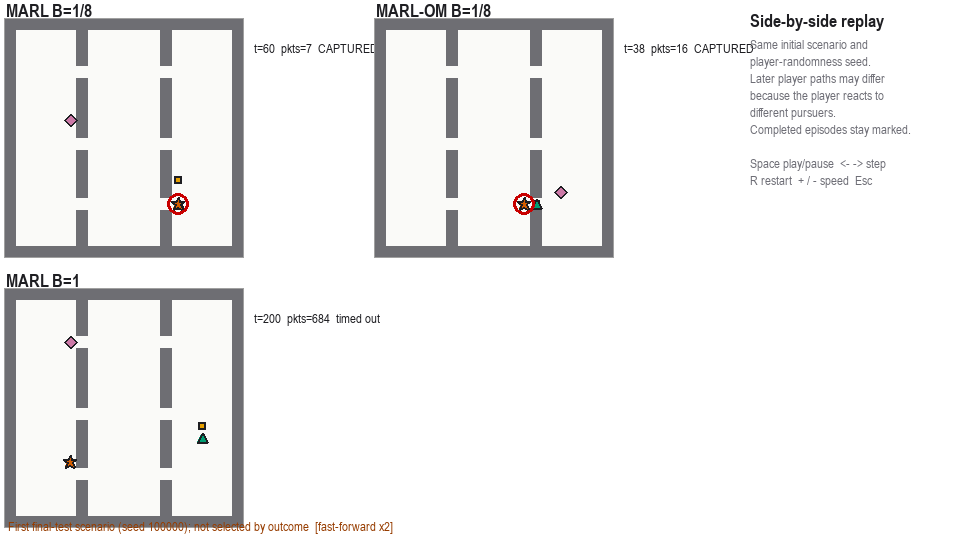 MARL B=1/8
t=60 pkts=7 CAPTURED
MARL-OM B=1/8
t=38 pkts=16 CAPTURED
Side-by-side replay
Same initial scenario and
player-randomness seed.
Later player paths may differ
because the player reacts to
different pursuers.
Completed episodes stay marked.
Space play/pause <- -> step
R restart + / - speed Esc
MARL B=1
t=200 pkts=684 timed out
First final-test scenario (seed 100000); not selected by outcome [fast-forward x2]